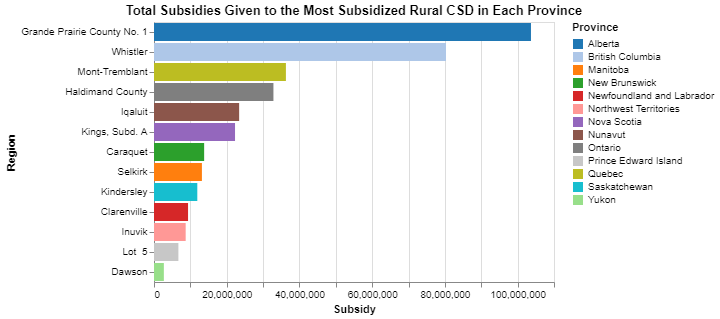 Total Subsidies Given to the Most Subsidized Rural CSD in Each Province
Region
Grande Prairie County No. 1
Whistler
Mont-Tremblant
Haldimand County
Iqaluit
Kings, Subd. A
Caraquet
Selkirk
Kindersley
Clarenville
Inuvik
Lot 5
Dawson
0 20,000,000 40,000,000 60,000,000 80,000,000 100,000,000
Subsidy
Province
Alberta
British Columbia
Manitoba
New Brunswick
Newfoundland and Labrador
Northwest Territories
Nova Scotia
Nunavut
Ontario
Prince Edward Island
Quebec
Saskatchewan
Yukon